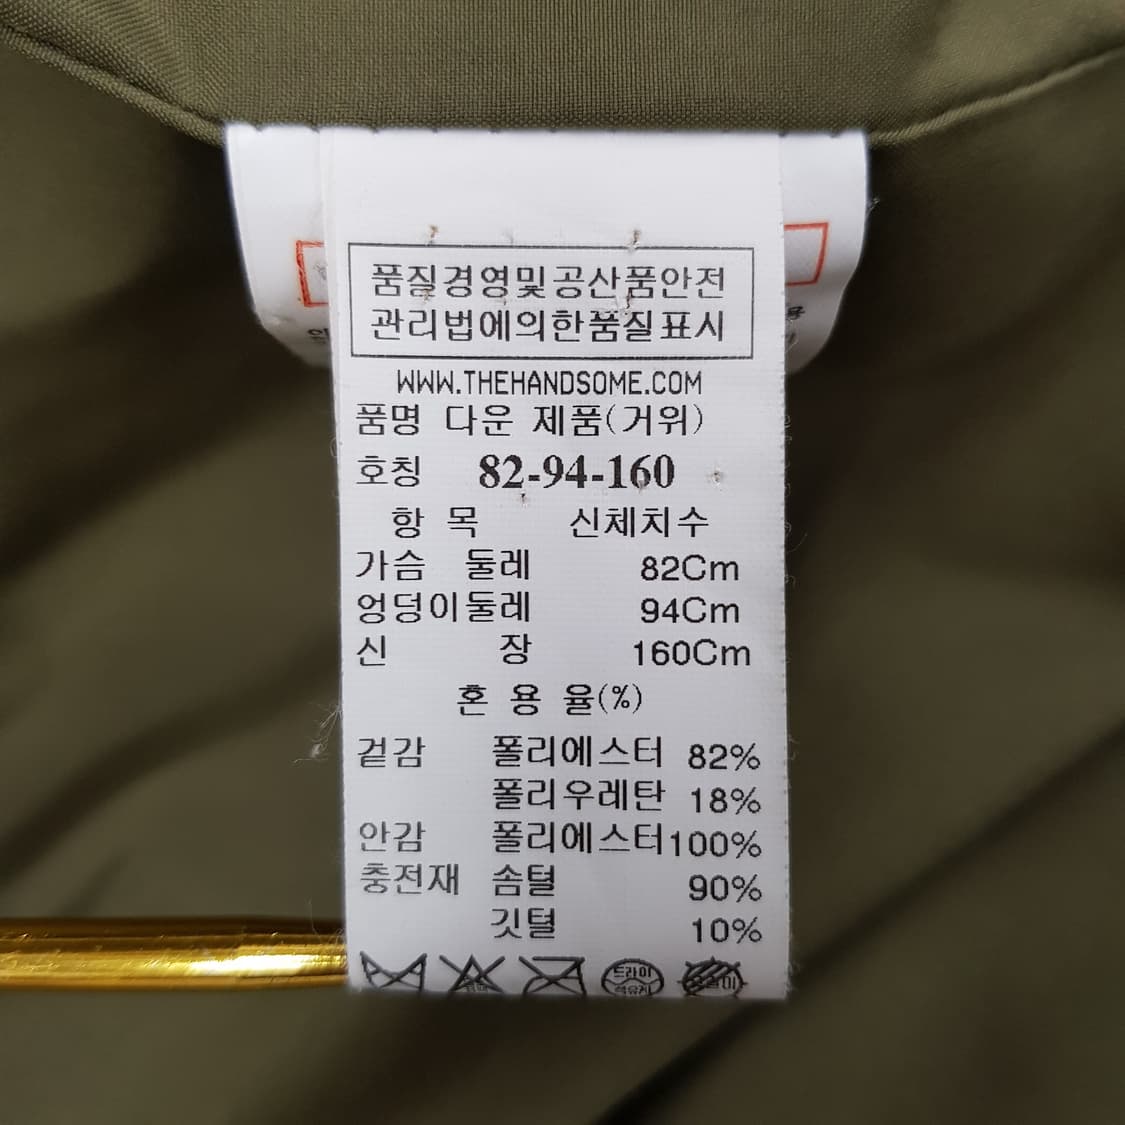 품질경영및공산품안전
관리법에의한품질표시
WWW.THEHANDSOME.COM
품명 다운 제품(거위)
호칭 82-94-160
항 목 신체치수
가슴 둘레 82Cm
엉덩이둘레 94Cm
신 장 160Cm
혼 용 율(%)
겉감 폴리에스터 82%
폴리우레탄 18%
안감 폴리에스터 100%
충전재 솜털 90%
깃털 10%
드라이